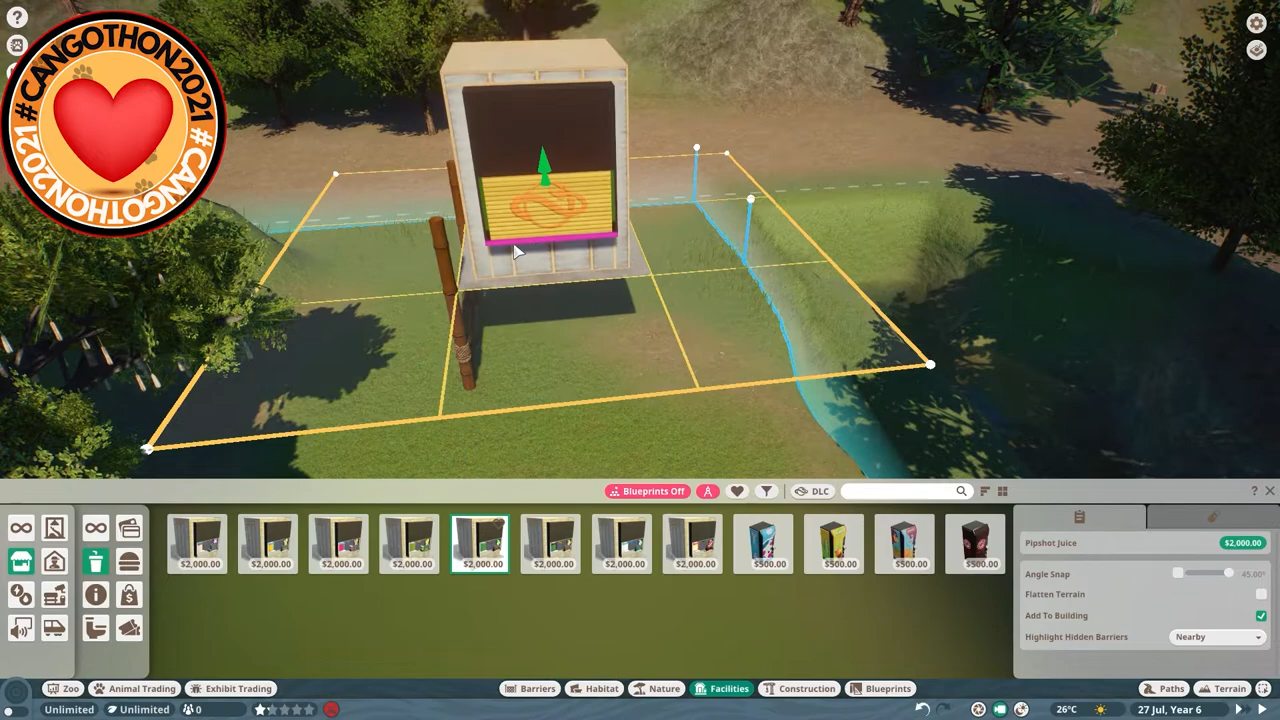 ?
#CANGOTHON2021
#CANGOTHON2021
Blueprints Off
DLC
?
$2,000.00
$2,000.00
$2,000.00
$2,000.00
$2,000.00
$2,000.00
$2,000.00
$2,000.00
$500.00
$500.00
$500.00
$500.00
Pipshot Juice
$2,000.00
Angle Snap
45.00°
Flatten Terrain
Add To Building
Highlight Hidden Barriers
Nearby
Zoo
Animal Trading
Exhibit Trading
Barriers
Habitat
Nature
Facilities
Construction
Blueprints
Paths
Terrain
Unlimited
Unlimited
0
26°C
27 Jul, Year 6